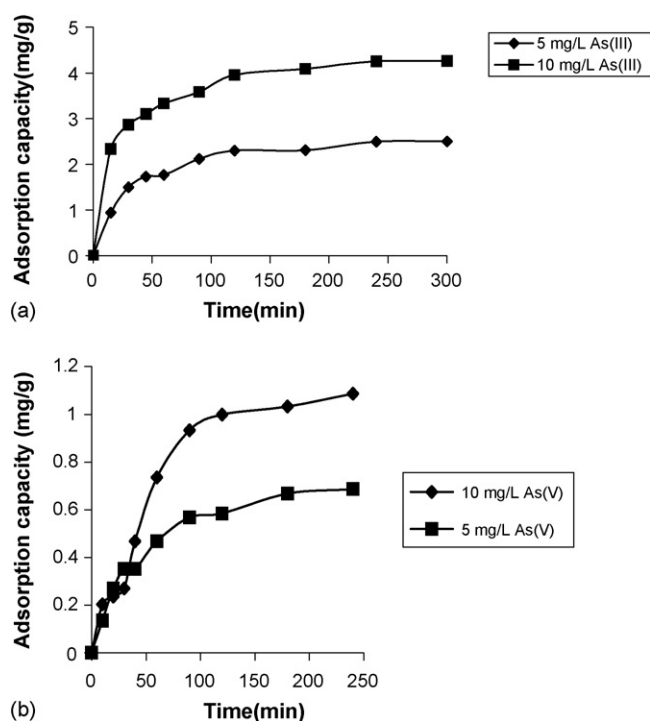 5
4
3
2
1
0
Adsorption capacity(mg/g)
0 50 100 150 200 250 300
Time(min)
5 mg/L As(III)
10 mg/L As(III)
(a)
1.2
1
0.8
0.6
0.4
0.2
0
Adsorption capacity (mg/g)
0 50 100 150 200 250
Time(min)
10 mg/L As(V)
5 mg/L As(V)
(b)